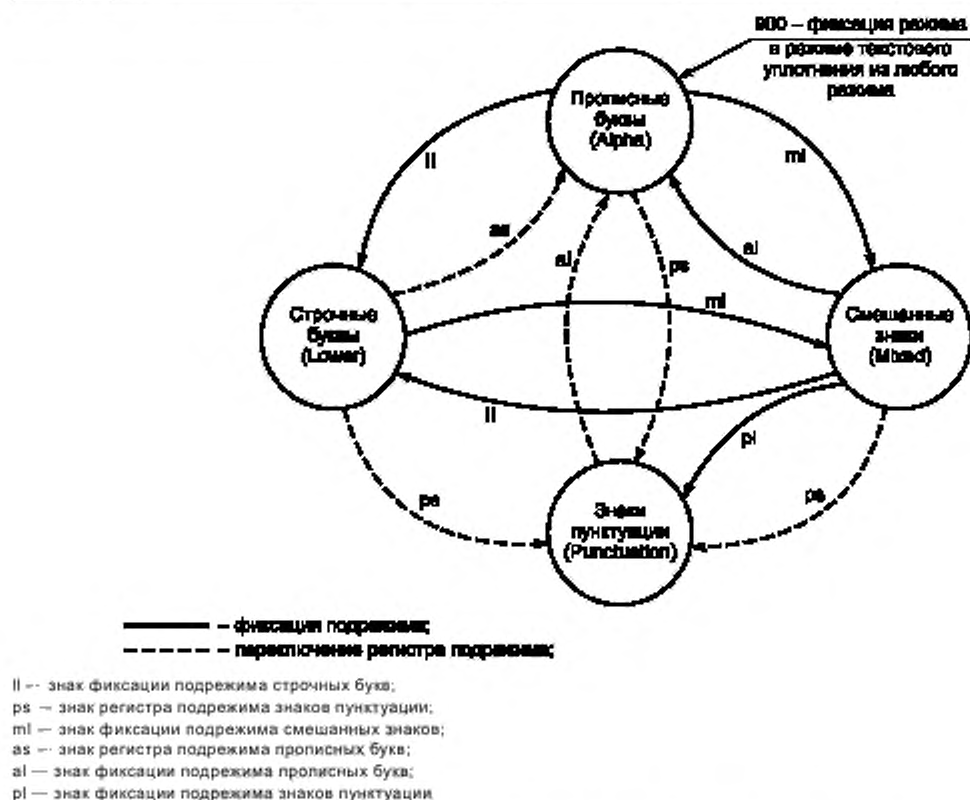 900 – фиксация режима
в режиме текстового
уплотнения из любого
режима
Прописные
буквы
(Alpha)
ll
ml
as
al
ps
al
ml
Строчные
буквы
(Lower)
Смешанные
знаки
(Mixed)
ll
pl
ps
ps
Знаки
пунктуации
(Punctuation)
– фиксация подрежима;
– переключение регистра подрежима;
ll –- знак фиксации подрежима строчных букв;
ps — знак регистра подрежима знаков пунктуации;
ml — знак фиксации подрежима смешанных знаков;
as –- знак регистра подрежима прописных букв;
al — знак фиксации подрежима прописных букв;
pl — знак фиксации подрежима знаков пунктуации